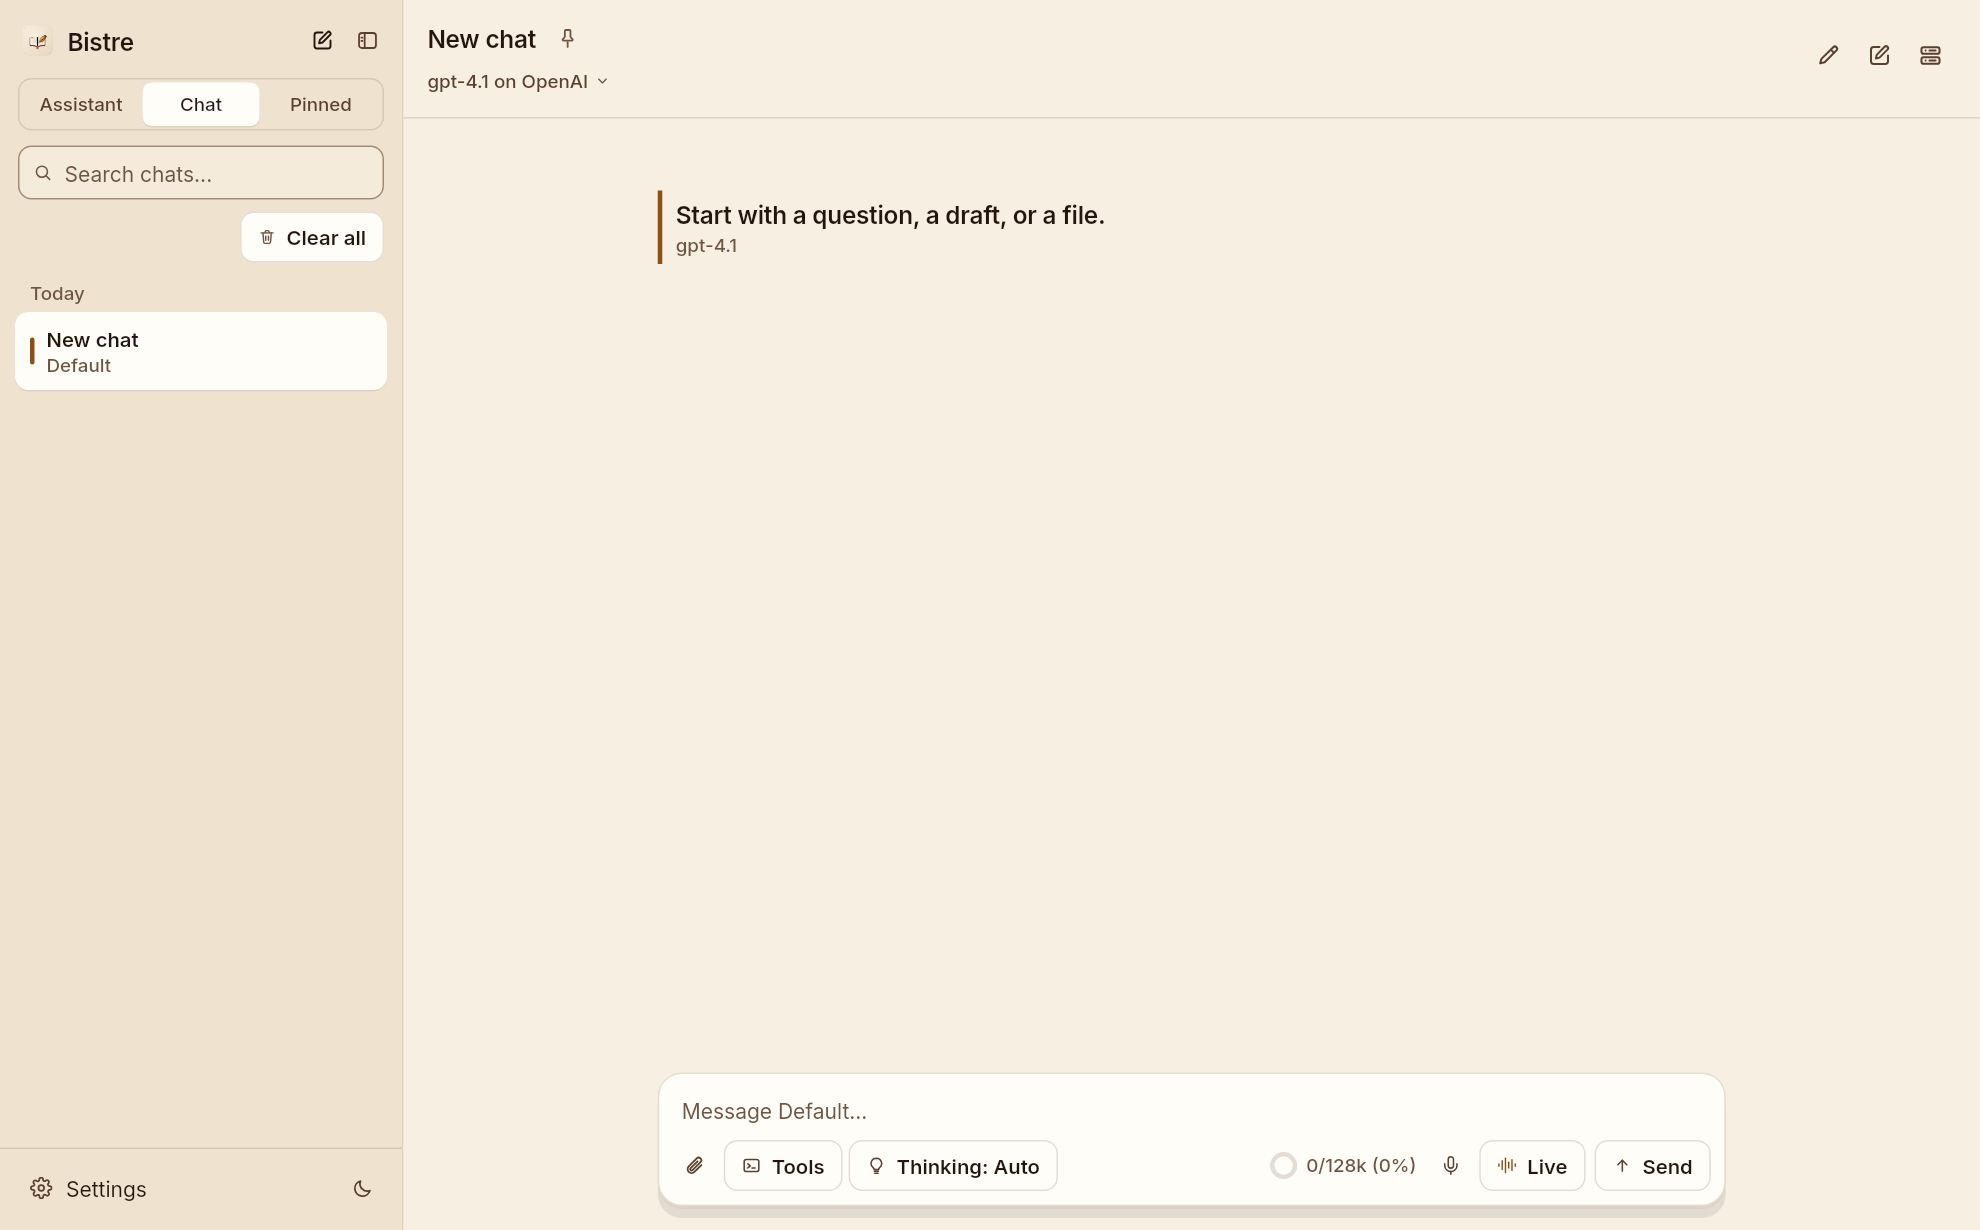 Bistre
Assistant
Chat
Pinned
Search chats...
Clear all
Today
New chat
Default
Settings
New chat
gpt-4.1 on OpenAI
Start with a question, a draft, or a file.
gpt-4.1
Message Default...
Tools
Thinking: Auto
0/128k (0%)
Live
Send